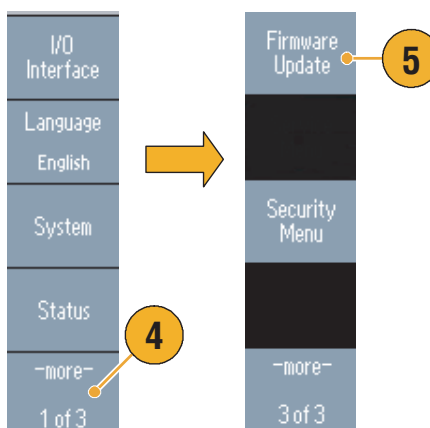 I/O
Interface
Language
English
System
Status
-more-
1 of 3
4
Firmware
Update
5
Security
Menu
-more-
3 of 3